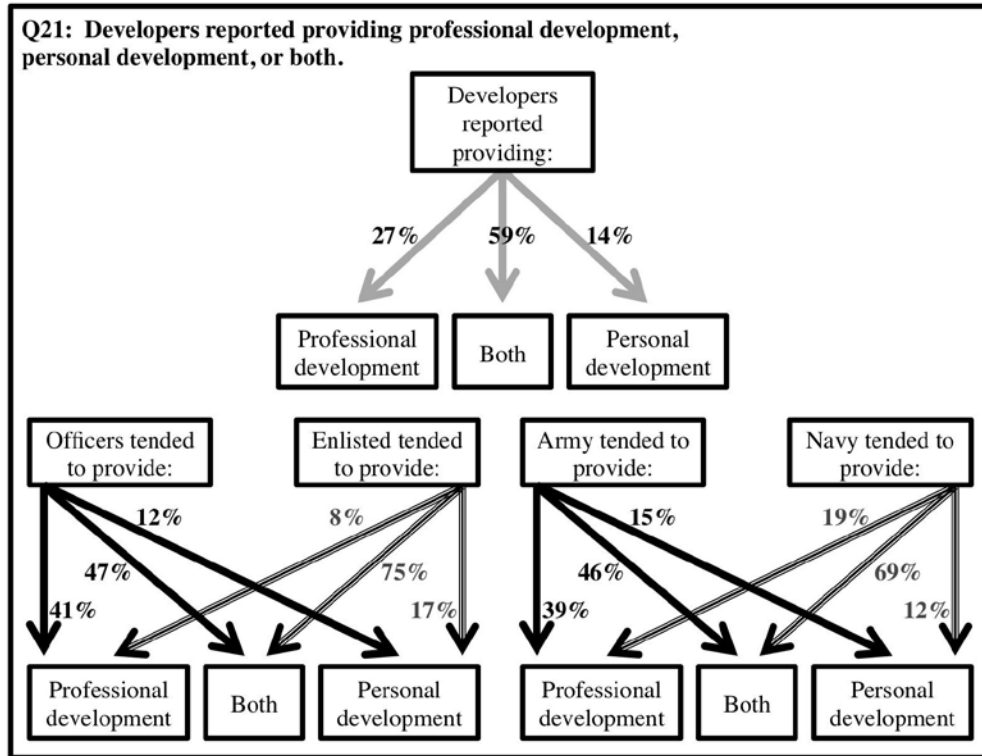 Q21: Developers reported providing professional development,
personal development, or both.
Developers
reported
providing:
27%
59%
14%
Professional
development
Both
Personal
development
Officers tended
to provide:
Enlisted tended
to provide:
Army tended to
provide:
Navy tended to
provide:
12%
8%
15%
19%
47%
75%
46%
69%
41%
17%
39%
12%
Professional
development
Both
Personal
development
Professional
development
Both
Personal
development